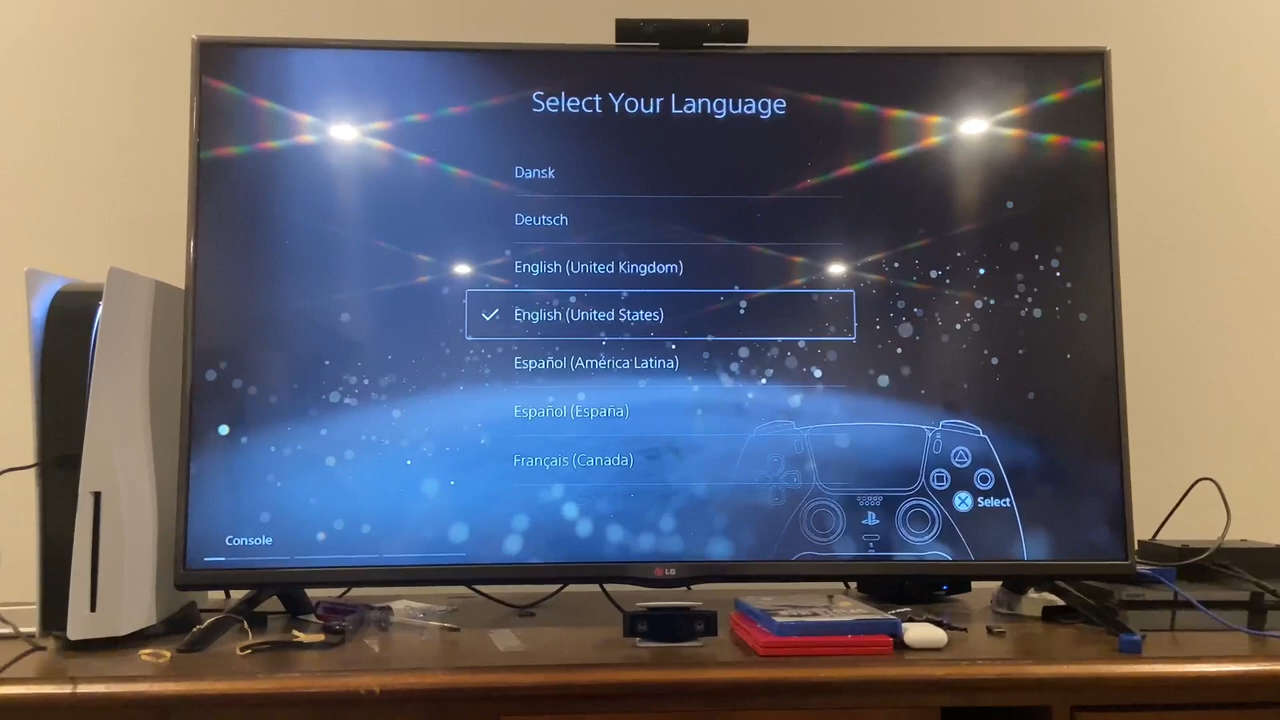 Select Your Language
Dansk
Deutsch
English (United Kingdom)
English (United States)
Español (América Latina)
Español (España)
Français (Canada)
Select
Console
LG